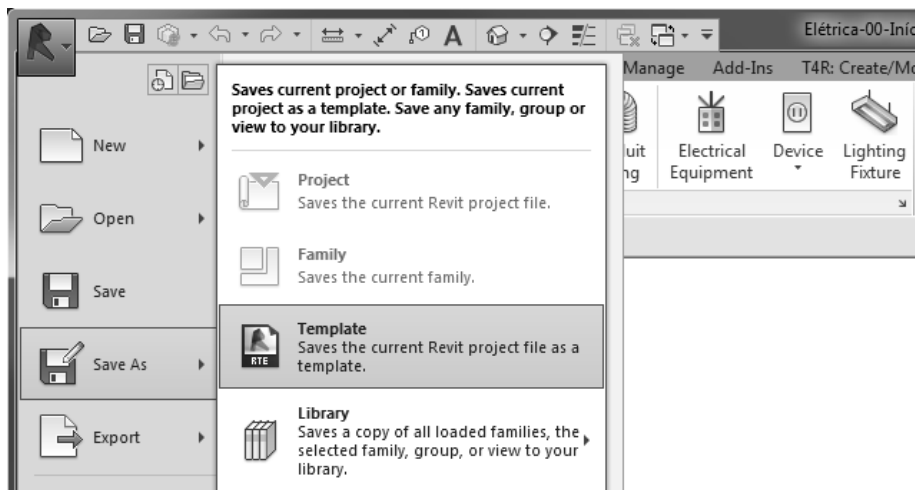 Elétrica-00-Iníc
Manage Add-Ins T4R: Create/Mo
Saves current project or family. Saves current
project as a template. Save any family, group or
view to your library.
New
Project
Saves the current Revit project file.
Open
Family
Saves the current family.
Save
Template
Saves the current Revit project file as a
template.
RTE
Save As
Library
Saves a copy of all loaded families, the
selected family, group, or view to your
library.
Export
uit
ng
Electrical
Equipment
Device
Lighting
Fixture